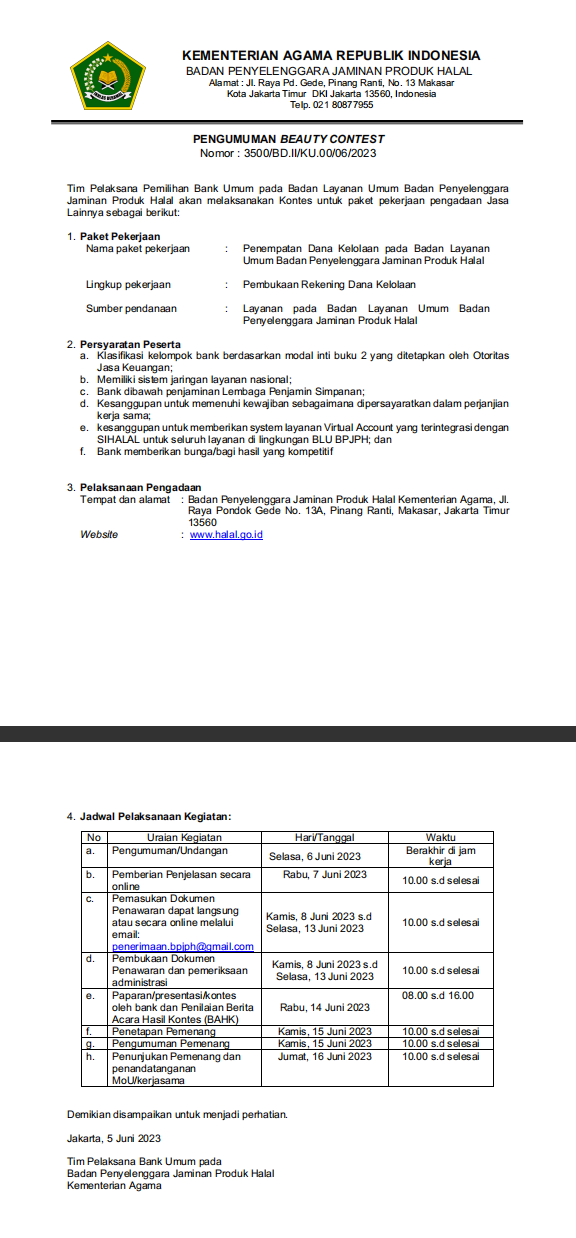 KEMENTERIAN AGAMA REPUBLIK INDONESIA
BADAN PENYELENGGARA JAMINAN PRODUK HALAL
Alamat : Jl. Raya Pd. Gede, Pinang Ranti, No. 13 Makasar
Kota Jakarta Timur DKI Jakarta 13560, Indonesia
Telp. 021 80877955
PENGUMUMAN BEAUTY CONTEST
Nomor : 3500/BD.II/KU.00/06/2023
Tim Pelaksana Pemilihan Bank Umum pada Badan Layanan Umum Badan Penyelenggara
Jaminan Produk Halal akan melaksanakan Kontes untuk paket pekerjaan pengadaan Jasa
Lainnya sebagai berikut:
1. Paket Pekerjaan
Nama paket pekerjaan : Penempatan Dana Kelolaan pada Badan Layanan
Umum Badan Penyelenggara Jaminan Produk Halal
Lingkup pekerjaan : Pembukaan Rekening Dana Kelolaan
Sumber pendanaan : Layanan pada Badan Layanan Umum Badan
Penyelenggara Jaminan Produk Halal
2. Persyaratan Peserta
a. Klasifikasi kelompok bank berdasarkan modal inti buku 2 yang ditetapkan oleh Otoritas
Jasa Keuangan;
b. Memiliki sistem jaringan layanan nasional;
c. Bank dibawah penjaminan Lembaga Penjamin Simpanan;
d. Kesanggupan untuk memenuhi kewajiban sebagaimana dipersayaratkan dalam perjanjian
kerja sama;
e. kesanggupan untuk memberikan system layanan Virtual Account yang terintegrasi dengan
SIHALAL untuk seluruh layanan di lingkungan BLU BPJPH; dan
f. Bank memberikan bunga/bagi hasil yang kompetitif
3. Pelaksanaan Pengadaan
Tempat dan alamat : Badan Penyelenggara Jaminan Produk Halal Kementerian Agama, Jl.
Raya Pondok Gede No. 13A, Pinang Ranti, Makasar, Jakarta Timur
13560
Website : www.halal.go.id
4. Jadwal Pelaksanaan Kegiatan:
No Uraian Kegiatan Hari/Tanggal Waktu
a. Pengumuman/Undangan Selasa, 6 Juni 2023 Berakhir di jam
kerja
b. Pemberian Penjelasan secara
online Rabu, 7 Juni 2023 10.00 s.d selesai
c. Pemasukan Dokumen
Penawaran dapat langsung
atau secara online melalui
email:
penerimaan.bpjph@gmail.com Kamis, 8 Juni 2023 s.d
Selasa, 13 Juni 2023 10.00 s.d selesai
d. Pembukaan Dokumen
Penawaran dan pemeriksaan
administrasi Kamis, 8 Juni 2023 s.d
Selasa, 13 Juni 2023 10.00 s.d selesai
e. Paparan/presentasi/kontes
oleh bank dan Penilaian Berita
Acara Hasil Kontes (BAHK) Rabu, 14 Juni 2023 08.00 s.d 16.00
f. Penetapan Pemenang Kamis, 15 Juni 2023 10.00 s.d selesai
g. Pengumuman Pemenang Kamis, 15 Juni 2023 10.00 s.d selesai
h. Penunjukan Pemenang dan
penandatanganan
MoU/kerjasama Jumat, 16 Juni 2023 10.00 s.d selesai
Demikian disampaikan untuk menjadi perhatian.
Jakarta, 5 Juni 2023
Tim Pelaksana Bank Umum pada
Badan Penyelenggara Jaminan Produk Halal
Kementerian Agama